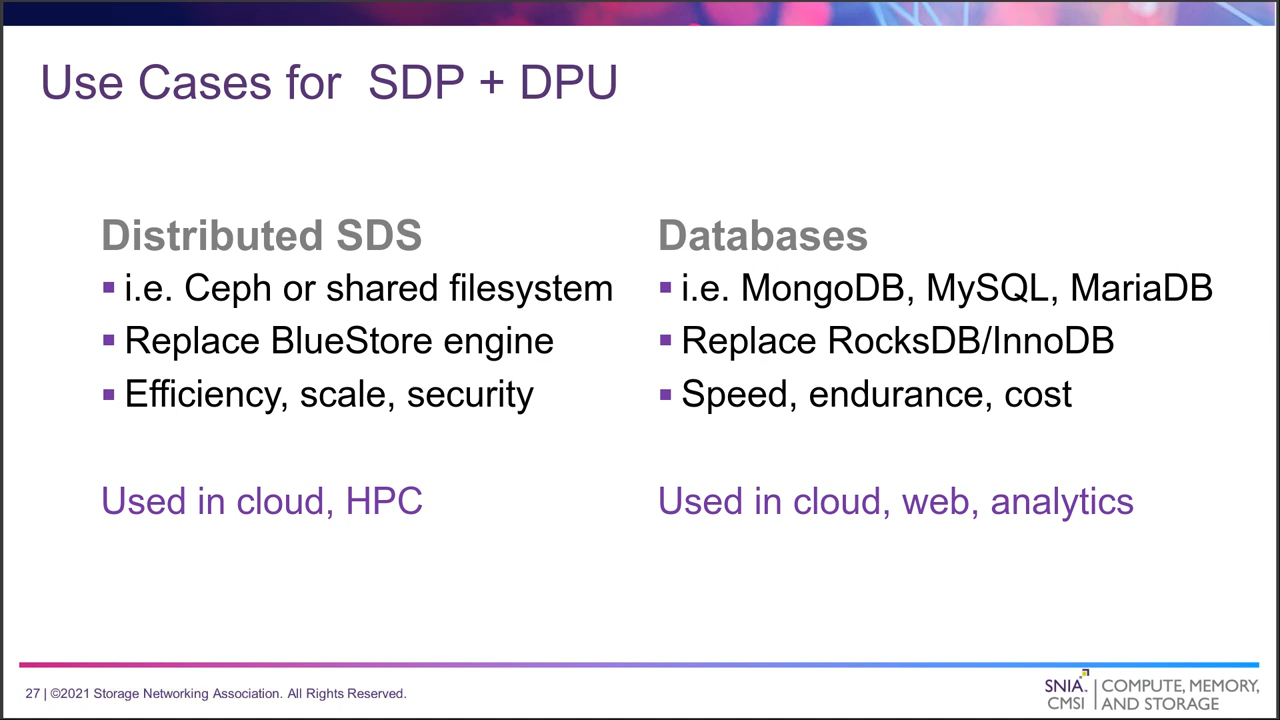 Use Cases for  SDP + DPU
Distributed SDS
▪ i.e. Ceph or shared filesystem
▪ Replace BlueStore engine
▪ Efficiency, scale, security
Used in cloud, HPC
Databases
▪ i.e. MongoDB, MySQL, MariaDB
▪ Replace RocksDB/InnoDB
▪ Speed, endurance, cost
Used in cloud, web, analytics
27 | ©2021 Storage Networking Association. All Rights Reserved.
SNIA. | COMPUTE, MEMORY,
CMSI | AND STORAGE